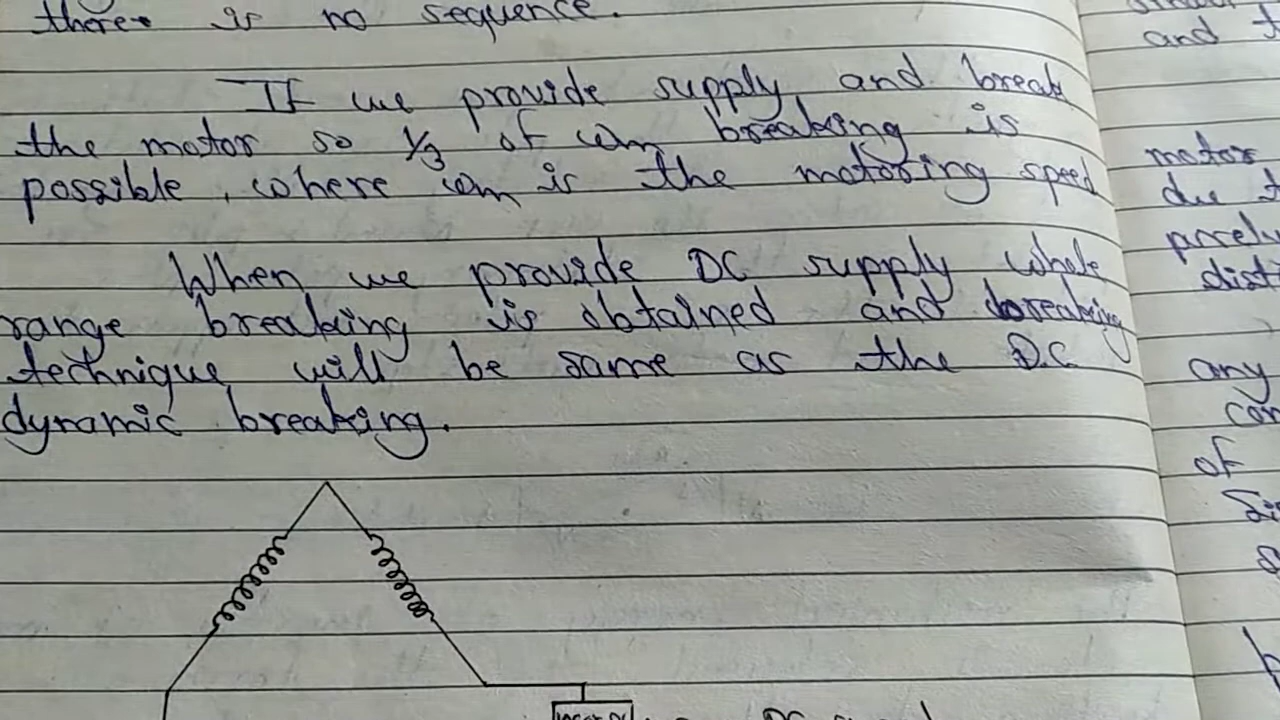 there is no sequence.
If we provide supply and break
the motor so 1/3 of ωm breaking is
possible, where ωm is the motoring speed
When we provide DC supply whole
range breaking is obtained and breaking
technique will be same as the DC
dynamic breaking.
and
motor
due
any
of